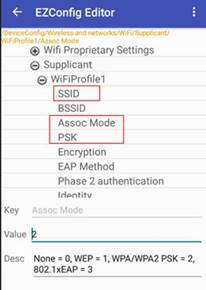 EZConfig Editor
/DeviceConfig/Wireless and networks/WiFi/Supplicant/
WiFiProfile1/Assoc Mode
Wifi Proprietary Settings
Supplicant
WiFiProfile1
SSID
BSSID
Assoc Mode
PSK
Encryption
EAP Method
Phase 2 authentication
Identity
Key Assoc Mode
Value 2
Desc None = 0, WEP = 1, WPA/WPA2 PSK = 2,
802.1xEAP = 3